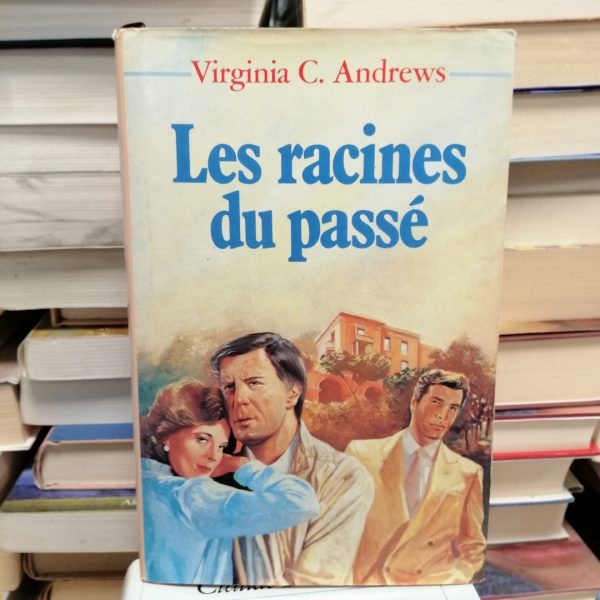 Virginia C. Andrews
Les racines
du passé